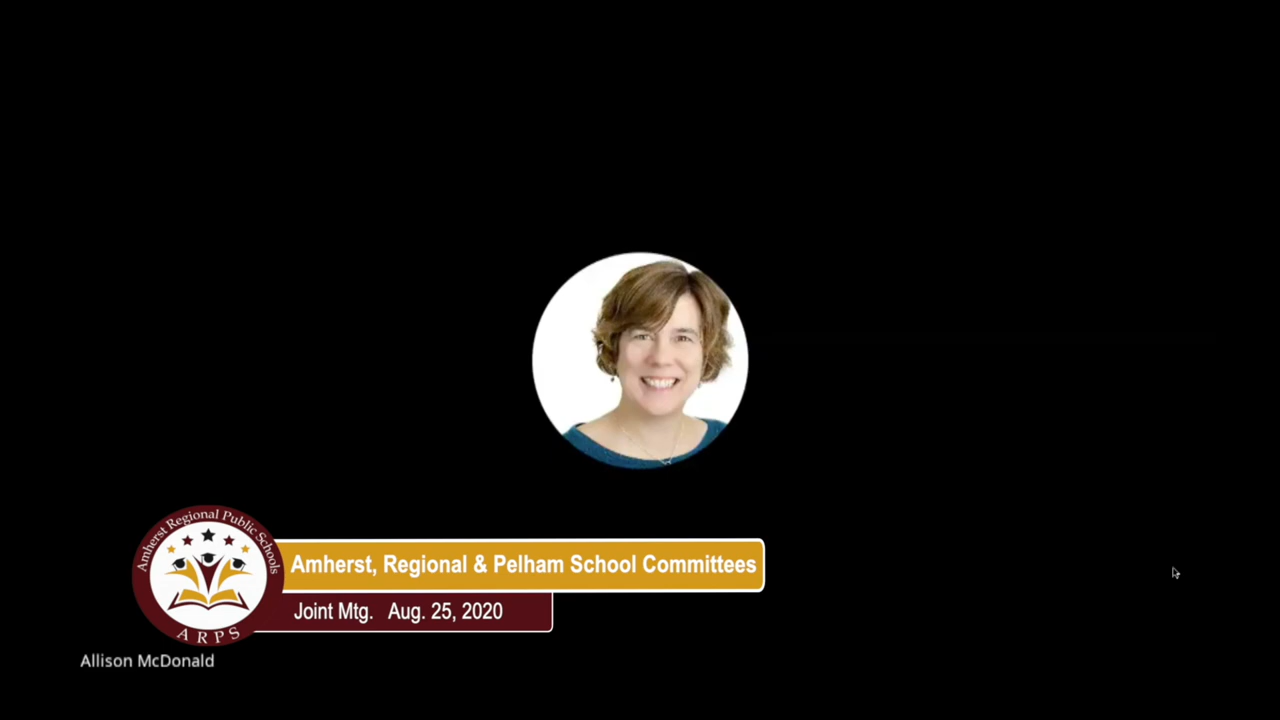 Amherst Regional Public Schools
Amherst, Regional & Pelham School Committees
Joint Mtg. Aug. 25, 2020
ARPS
Allison McDonald